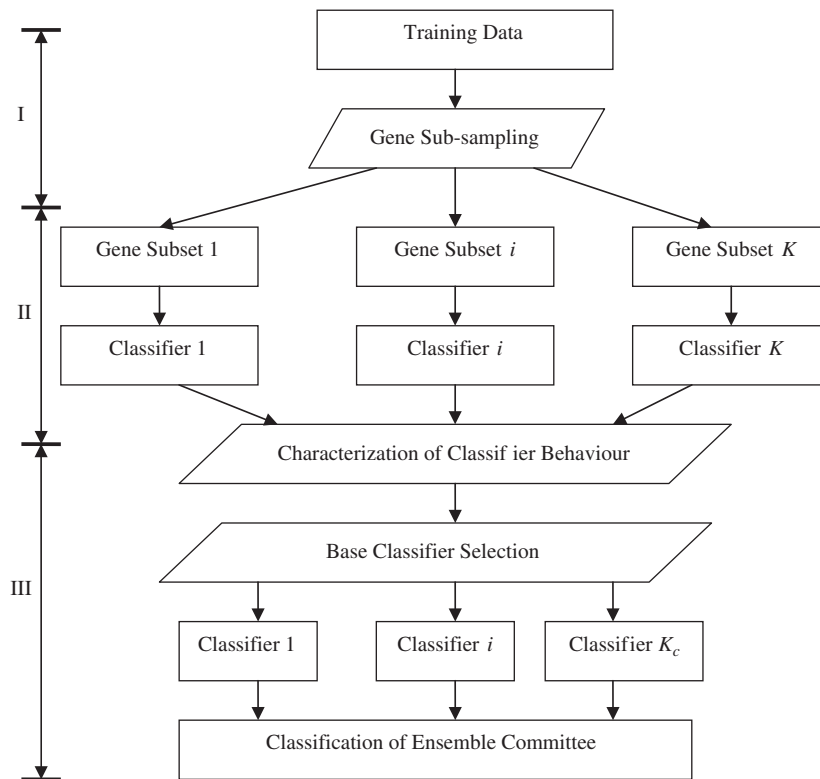 Training Data
I
Gene Sub-sampling
Gene Subset 1
Gene Subset i
Gene Subset K
II
Classifier 1
Classifier i
Classifier K
Characterization of Classif ier Behaviour
Base Classifier Selection
III
Classifier 1
Classifier i
Classifier K_c
Classification of Ensemble Committee